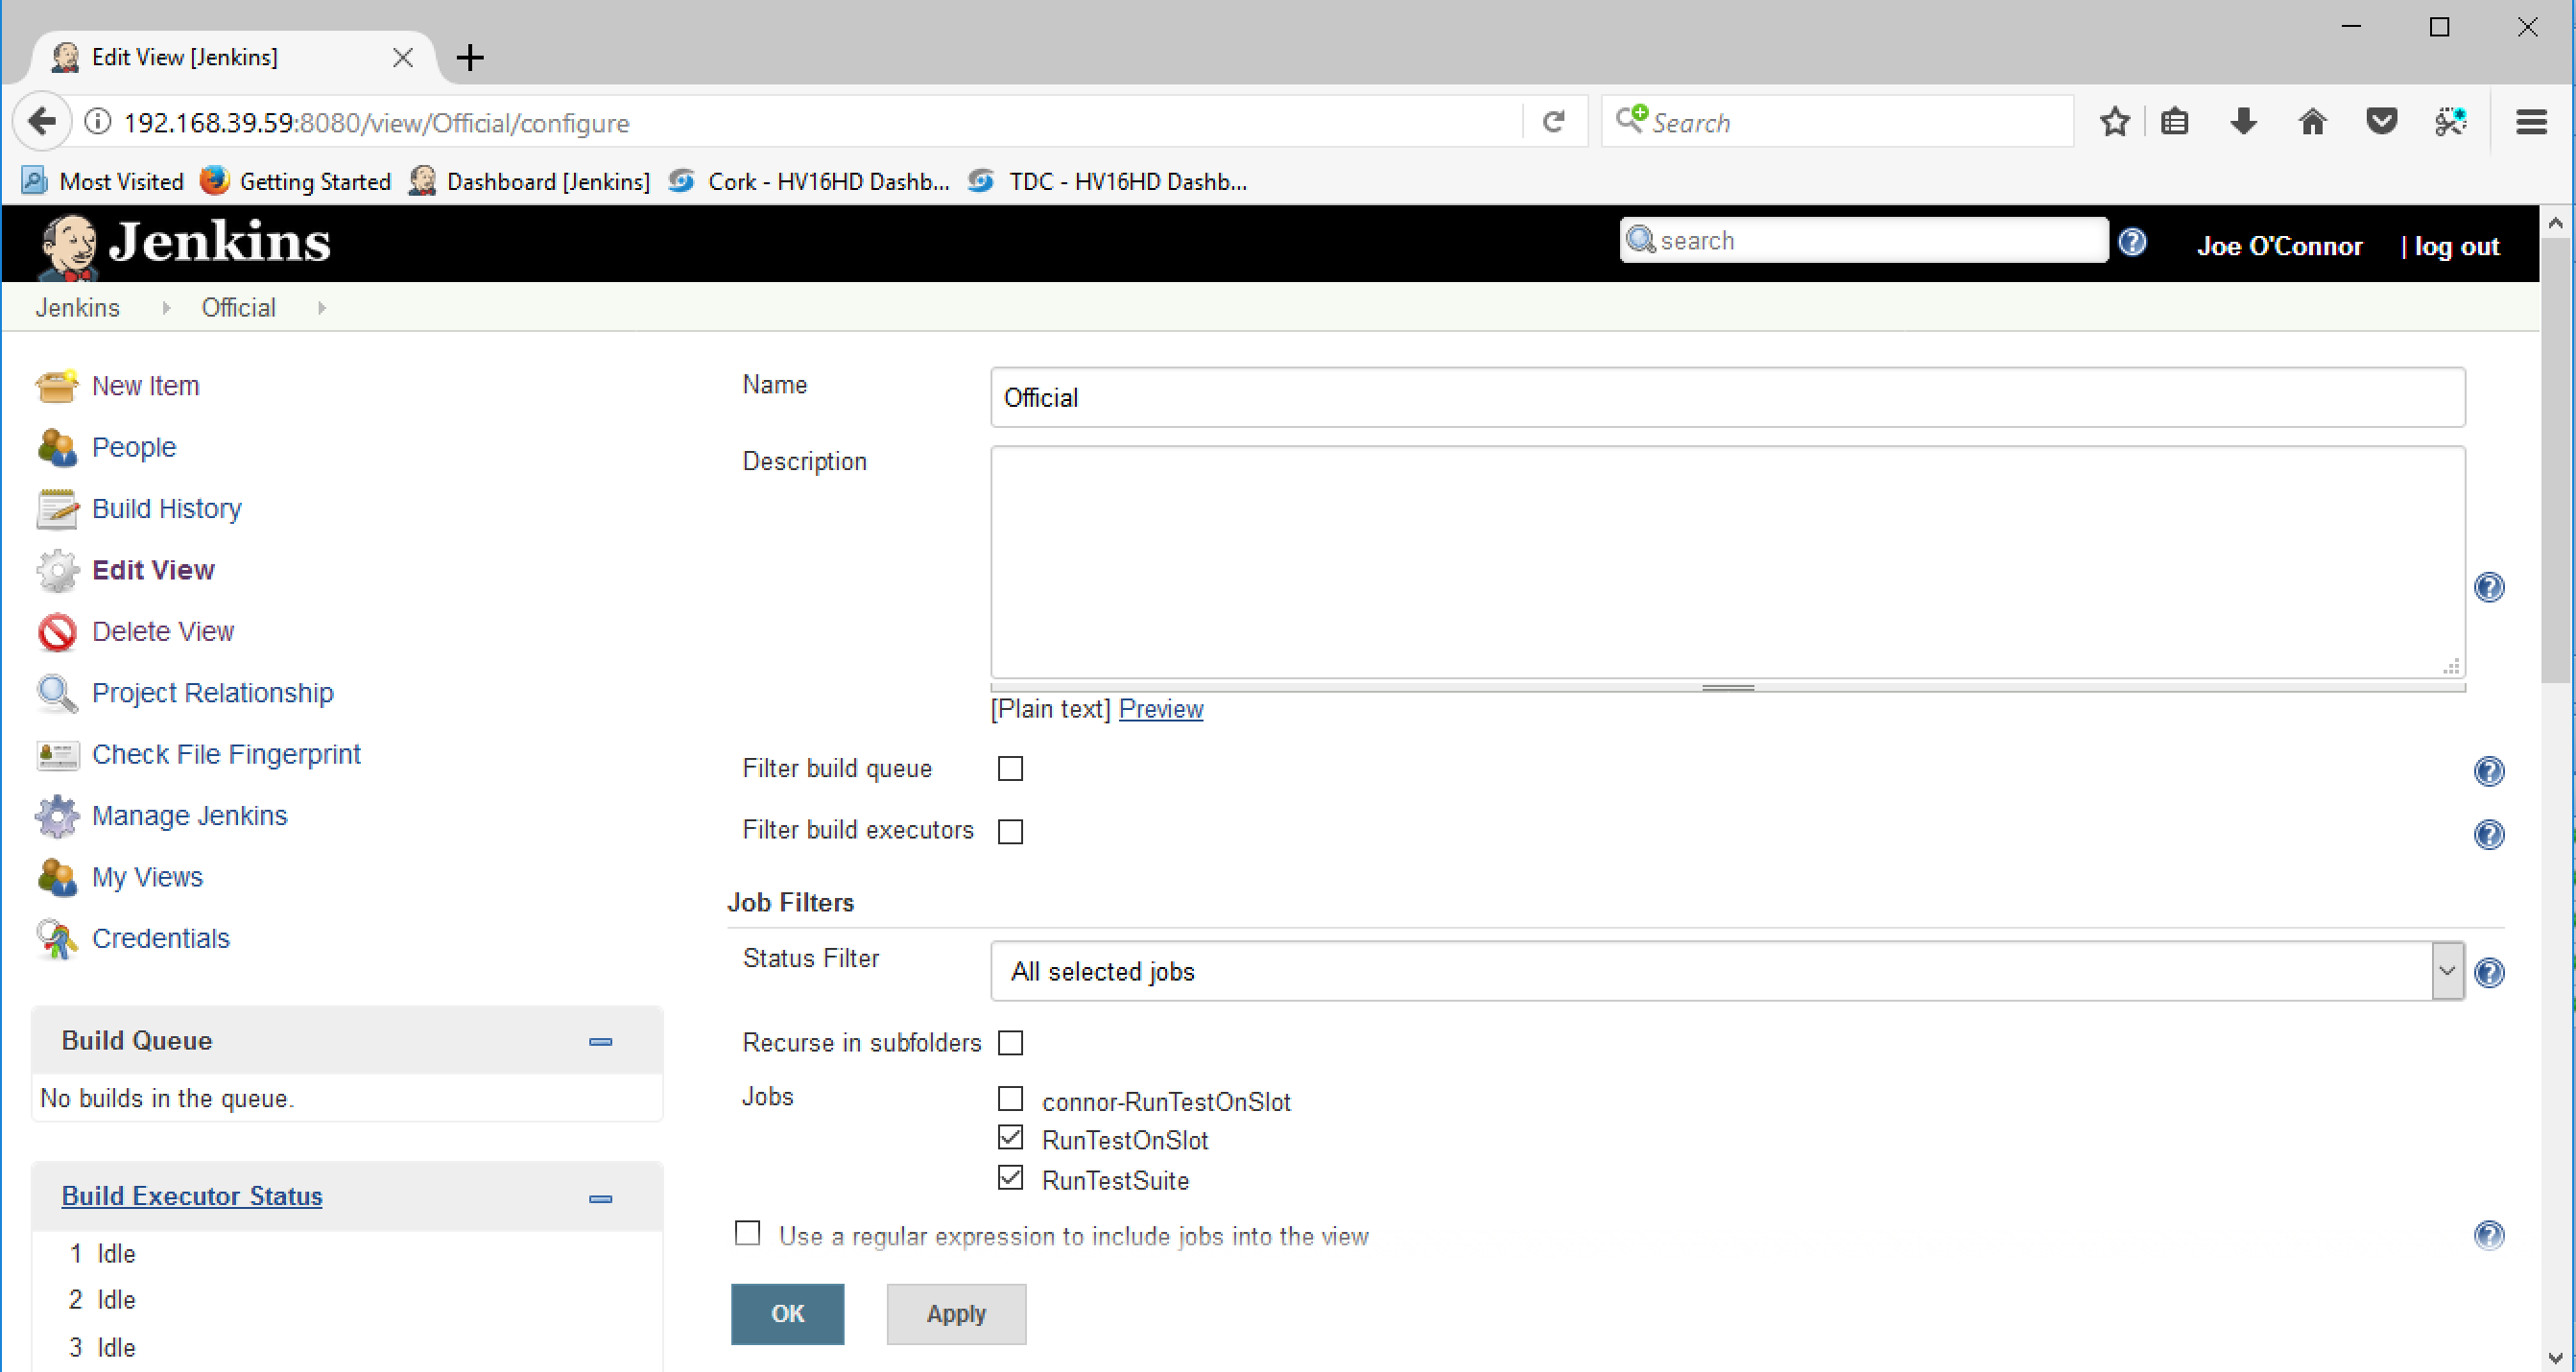 Edit View [Jenkins]
192.168.39.59:8080/view/Official/configure
Search
Most Visited Getting Started Dashboard [Jenkins] Cork - HV16HD Dashb... TDC - HV16HD Dashb...
Jenkins
search
Joe O'Connor | log out
Jenkins Official
New Item
People
Build History
Edit View
Delete View
Project Relationship
Check File Fingerprint
Manage Jenkins
My Views
Credentials
Build Queue
No builds in the queue.
Build Executor Status
1 Idle
2 Idle
3 Idle
Name
Official
Description
[Plain text] Preview
Filter build queue
Filter build executors
Job Filters
Status Filter
All selected jobs
Recurse in subfolders
Jobs
connor-RunTestOnSlot
RunTestOnSlot
RunTestSuite
Use a regular expression to include jobs into the view
OK Apply